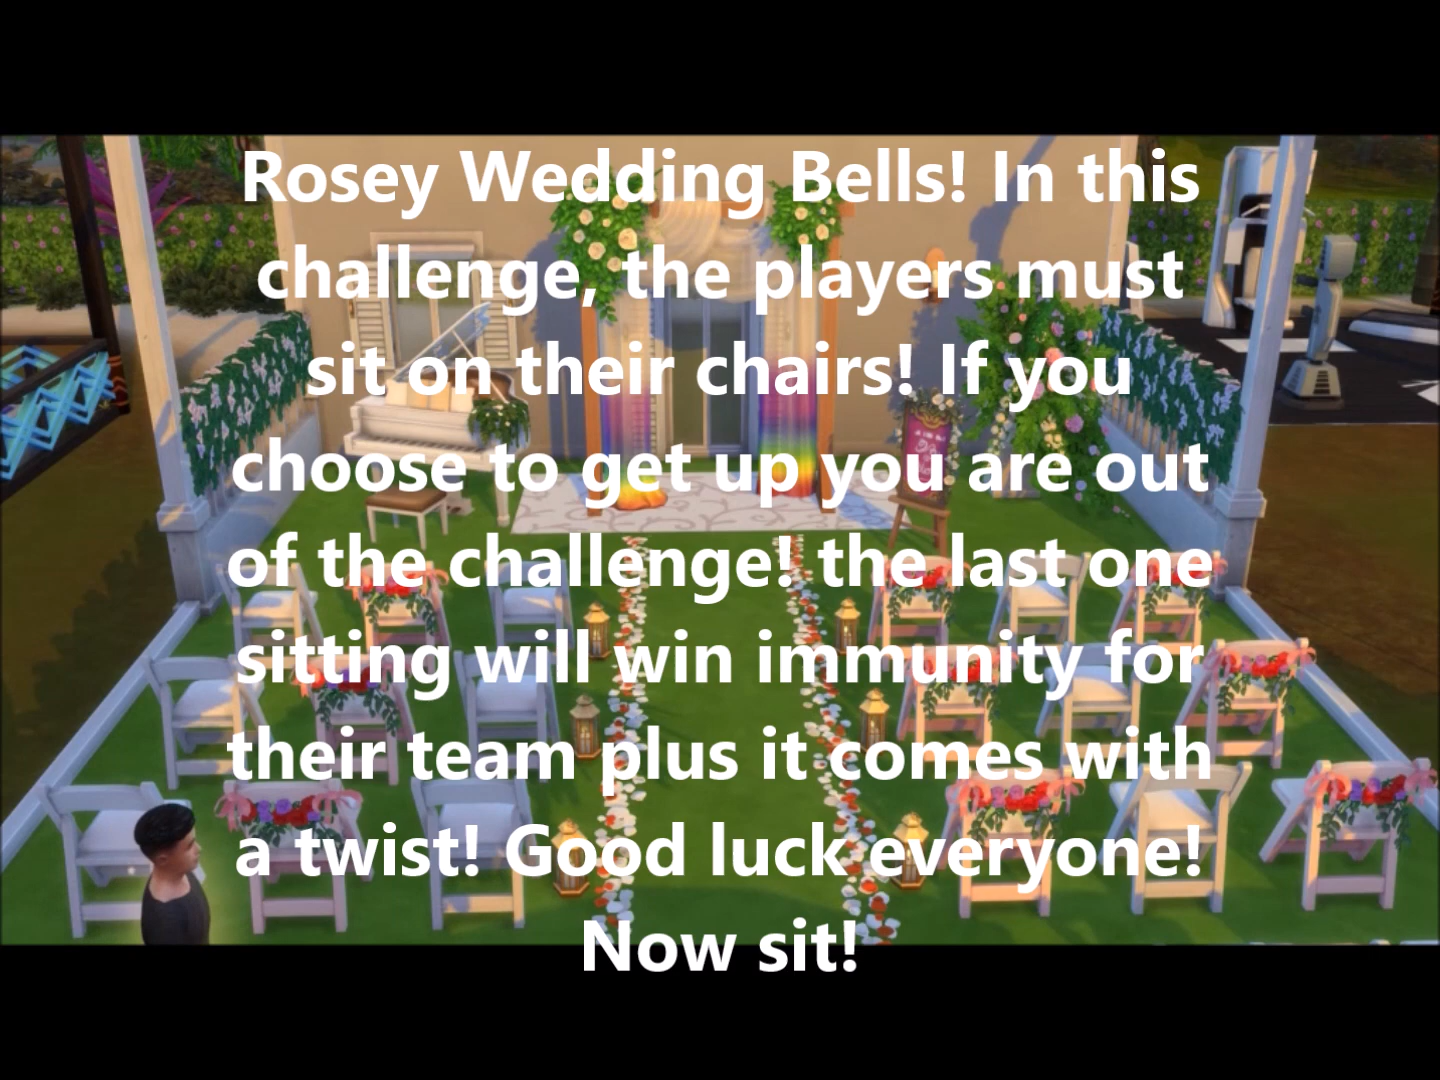 Rosey Wedding Bells! In this
challenge, the players must
sit on their chairs! If you
choose to get up you are out
of the challenge! the last one
sitting will win immunity for
their team plus it comes with
a twist! Good luck everyone!
Now sit!